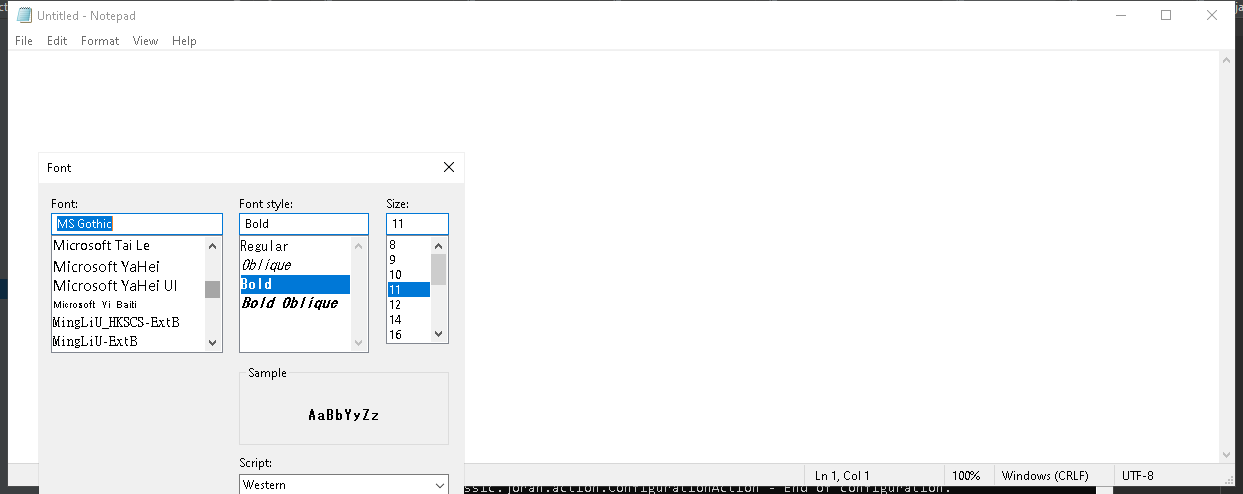 Untitled - Notepad
File Edit Format View Help
Font
Font: Font style: Size:
MS Gothic Bold 11
Microsoft Tai Le
Microsoft YaHei
Microsoft YaHei UI
Microsoft Yi Baiti
MingLiU_HKSCS-ExtB
MingLiU-ExtB
Regular
Oblique
Bold
Bold Oblique
8
9
10
11
12
14
16
Sample
AaBbYyZz
Script:
Western
Ln 1, Col 1 100% Windows (CRLF) UTF-8
ssic.joran.action.ConfigurationAction - End of configuration.